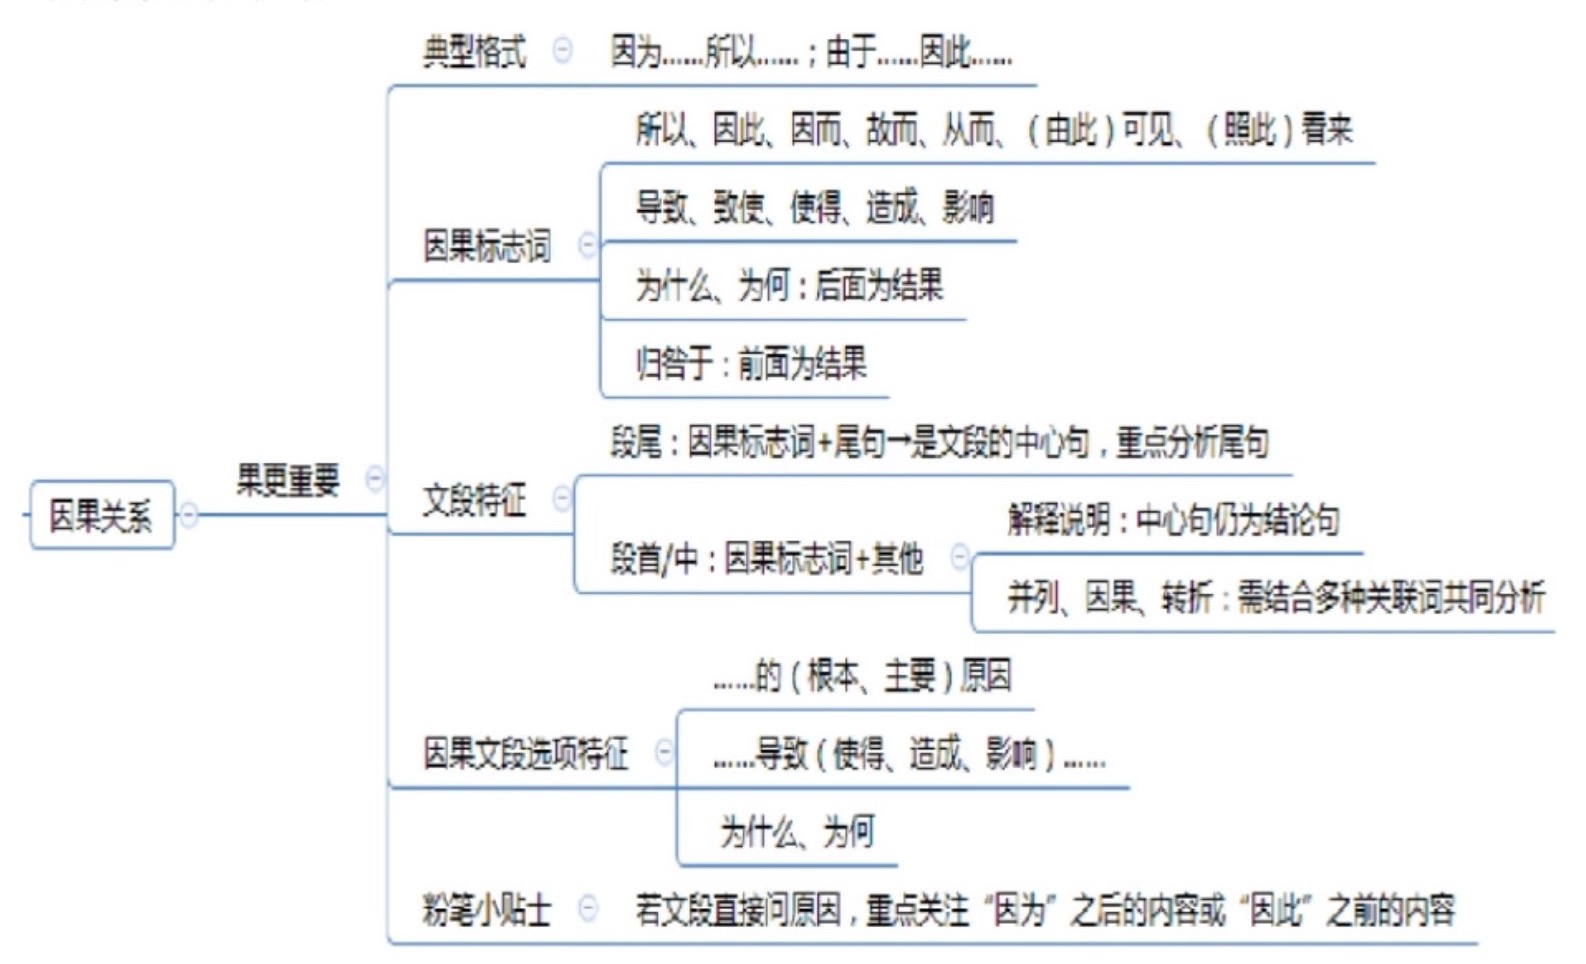 典型格式 因为……所以……；由于……因此……
所以、因此、因而、故而、从而、（由此）可见、（照此）看来
导致、致使、使得、造成、影响
因果标志词
为什么、为何：后面为结果
归咎于：前面为结果
段尾：因果标志词+尾句→是文段的中心句，重点分析尾句
果更重要
文段特征
因果关系
解释说明：中心句仍为结论句
段首/中：因果标志词+其他
并列、因果、转折：需结合多种关联词共同分析
……的（根本、主要）原因
因果文段选项特征
……导致（使得、造成、影响）……
为什么、为何
粉笔小贴士 若文段直接问原因，重点关注“因为”之后的内容或“因此”之前的内容